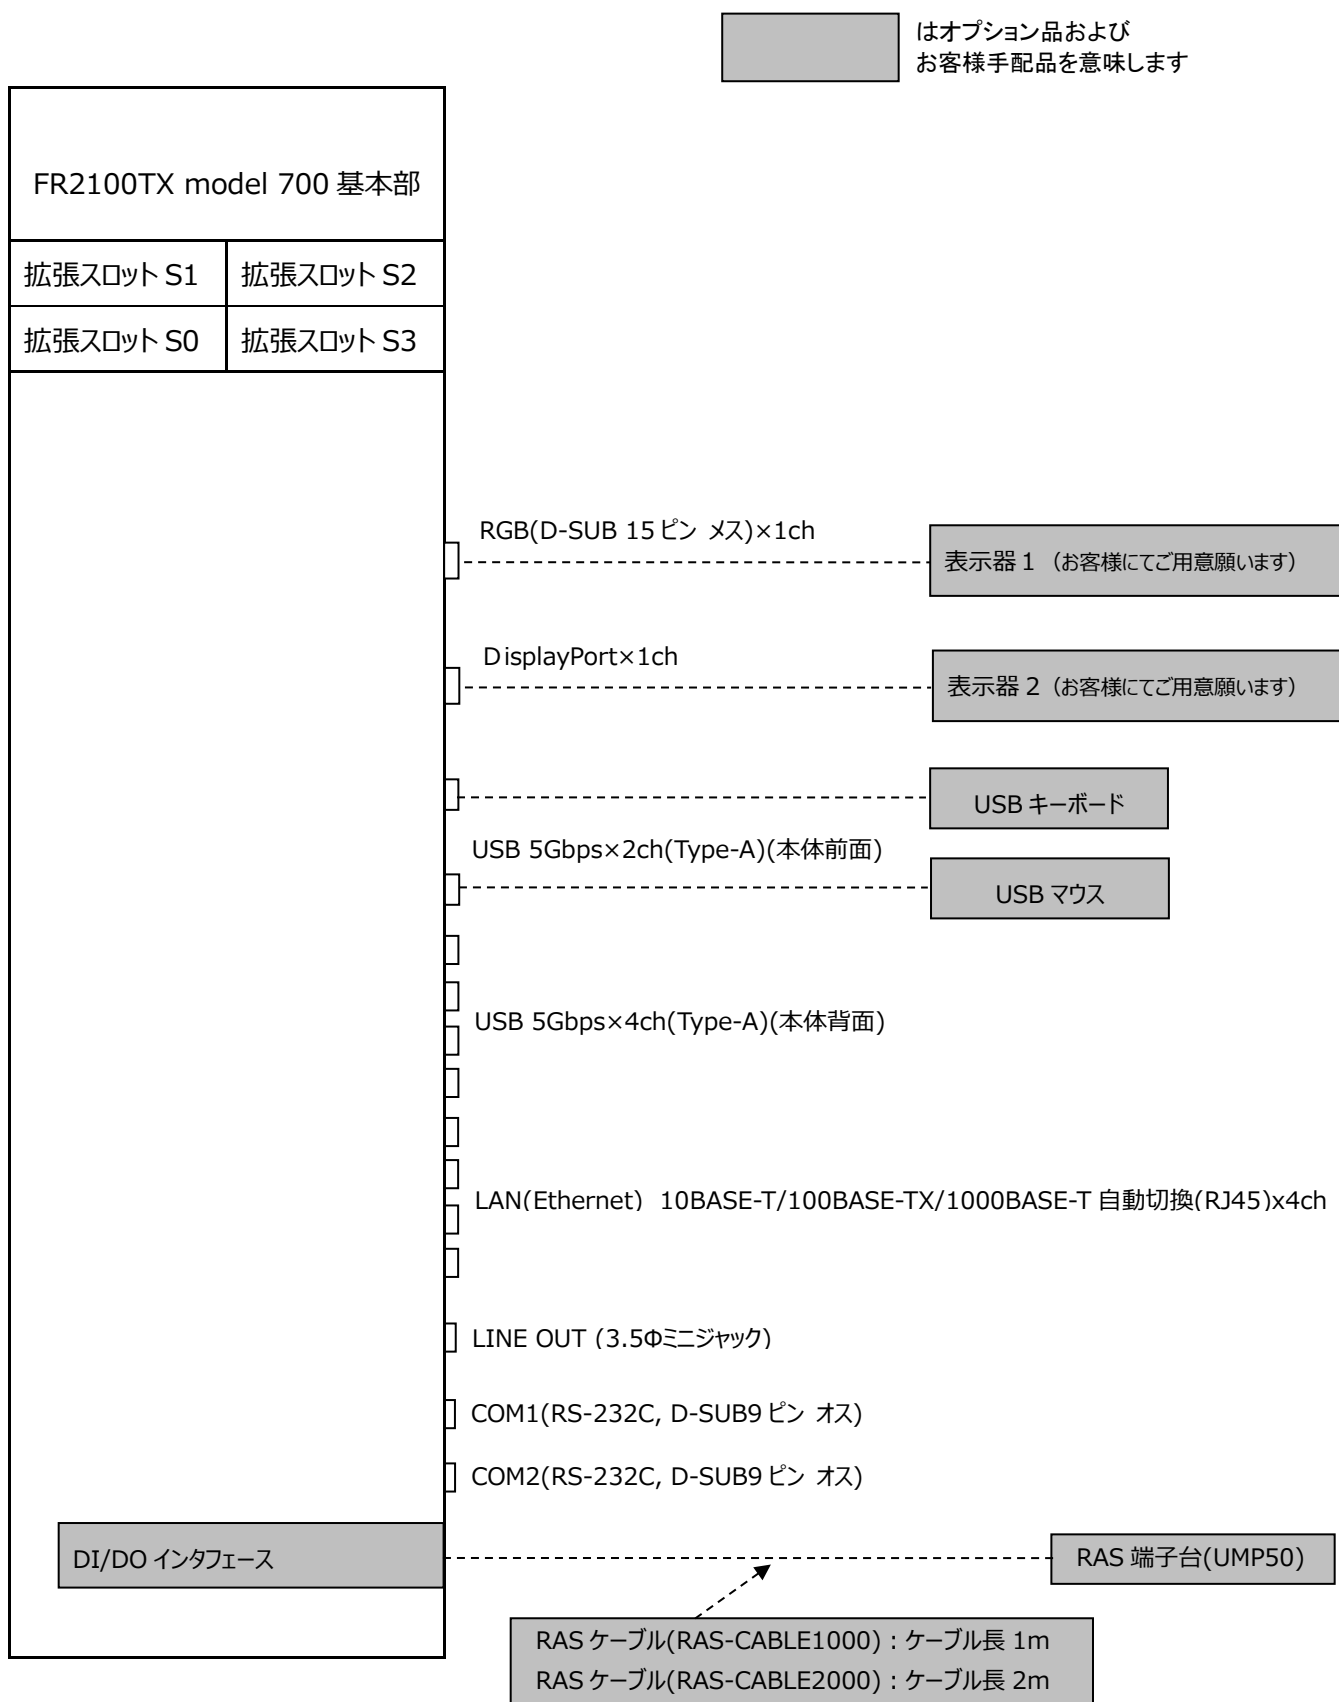 はオプション品および
お客様手配品を意味します
FR2100TX model 700 基本部
拡張スロット S1
拡張スロット S2
拡張スロット S0
拡張スロット S3
RGB(D-SUB 15 ピン メス)×1ch
表示器 1 （お客様にてご用意願います）
DisplayPort×1ch
表示器 2（お客様にてご用意願います）
USB キーボード
USB 5Gbps×2ch(Type-A)(本体前面)
USB マウス
USB 5Gbps×4ch(Type-A)(本体背面)
LAN(Ethernet) 10BASE-T/100BASE-TX/1000BASE-T 自動切換(RJ45)x4ch
LINE OUT (3.5Φミニジャック)
COM1(RS-232C, D-SUB9 ピン オス)
COM2(RS-232C, D-SUB9 ピン オス)
DI/DO インタフェース
RAS 端子台(UMP50)
RAS ケーブル(RAS-CABLE1000)：ケーブル長 1m
RAS ケーブル(RAS-CABLE2000)：ケーブル長 2m